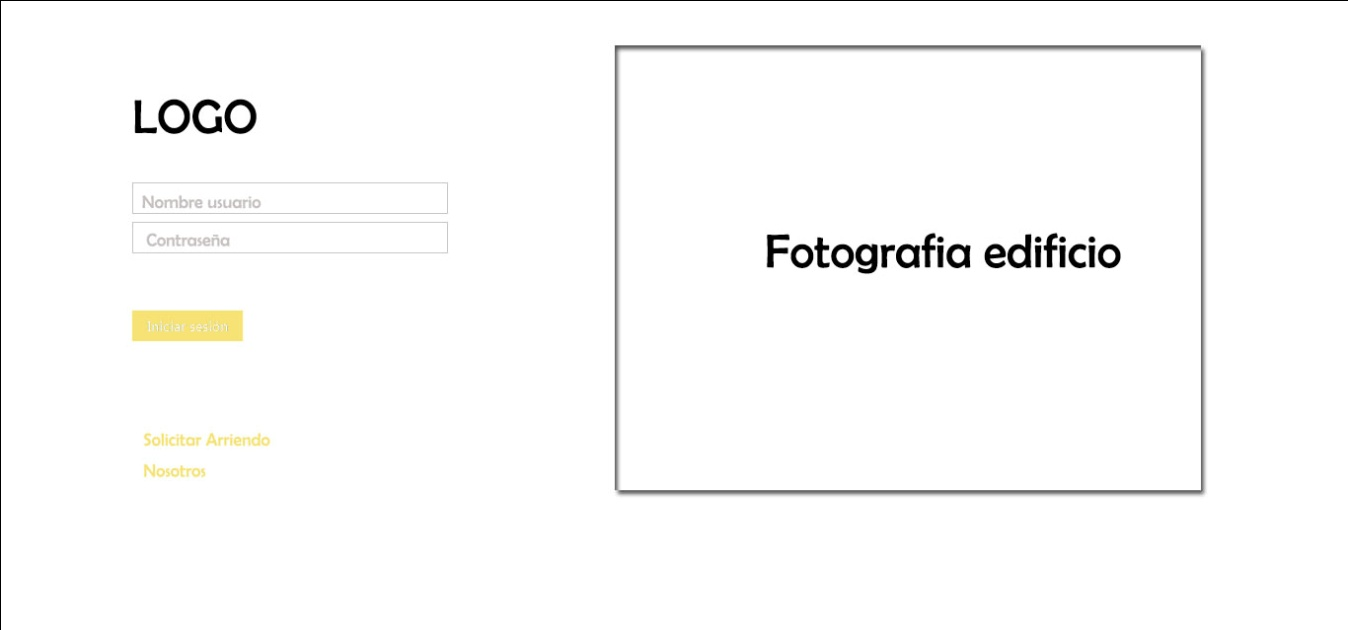 LOGO
Nombre usuario
Contraseña
Iniciar sesión
Solicitar Arriendo
Nosotros
Fotografia edificio